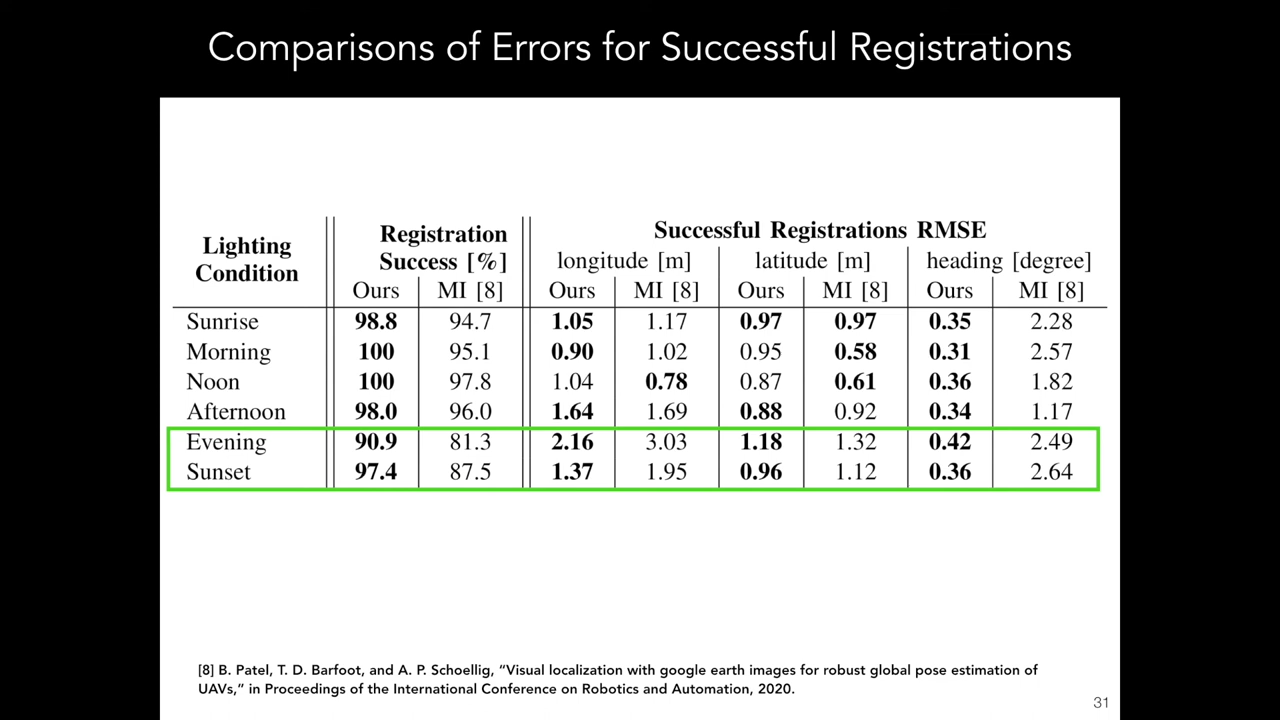 Comparisons of Errors for Successful Registrations
Lighting Condition | Registration Success [%] | Successful Registrations RMSE
longitude [m] | latitude [m] | heading [degree]
Ours | MI [8] | Ours | MI [8] | Ours | MI [8] | Ours | MI [8]
Sunrise | 98.8 | 94.7 | 1.05 | 1.17 | 0.97 | 0.97 | 0.35 | 2.28
Morning | 100 | 95.1 | 0.90 | 1.02 | 0.95 | 0.58 | 0.31 | 2.57
Noon | 100 | 97.8 | 1.04 | 0.78 | 0.87 | 0.61 | 0.36 | 1.82
Afternoon | 98.0 | 96.0 | 1.64 | 1.69 | 0.88 | 0.92 | 0.34 | 1.17
Evening | 90.9 | 81.3 | 2.16 | 3.03 | 1.18 | 1.32 | 0.42 | 2.49
Sunset | 97.4 | 87.5 | 1.37 | 1.95 | 0.96 | 1.12 | 0.36 | 2.64
[8] B. Patel, T. D. Barfoot, and A. P. Schoellig, “Visual localization with google earth images for robust global pose estimation of
UAVs,” in Proceedings of the International Conference on Robotics and Automation, 2020.
31